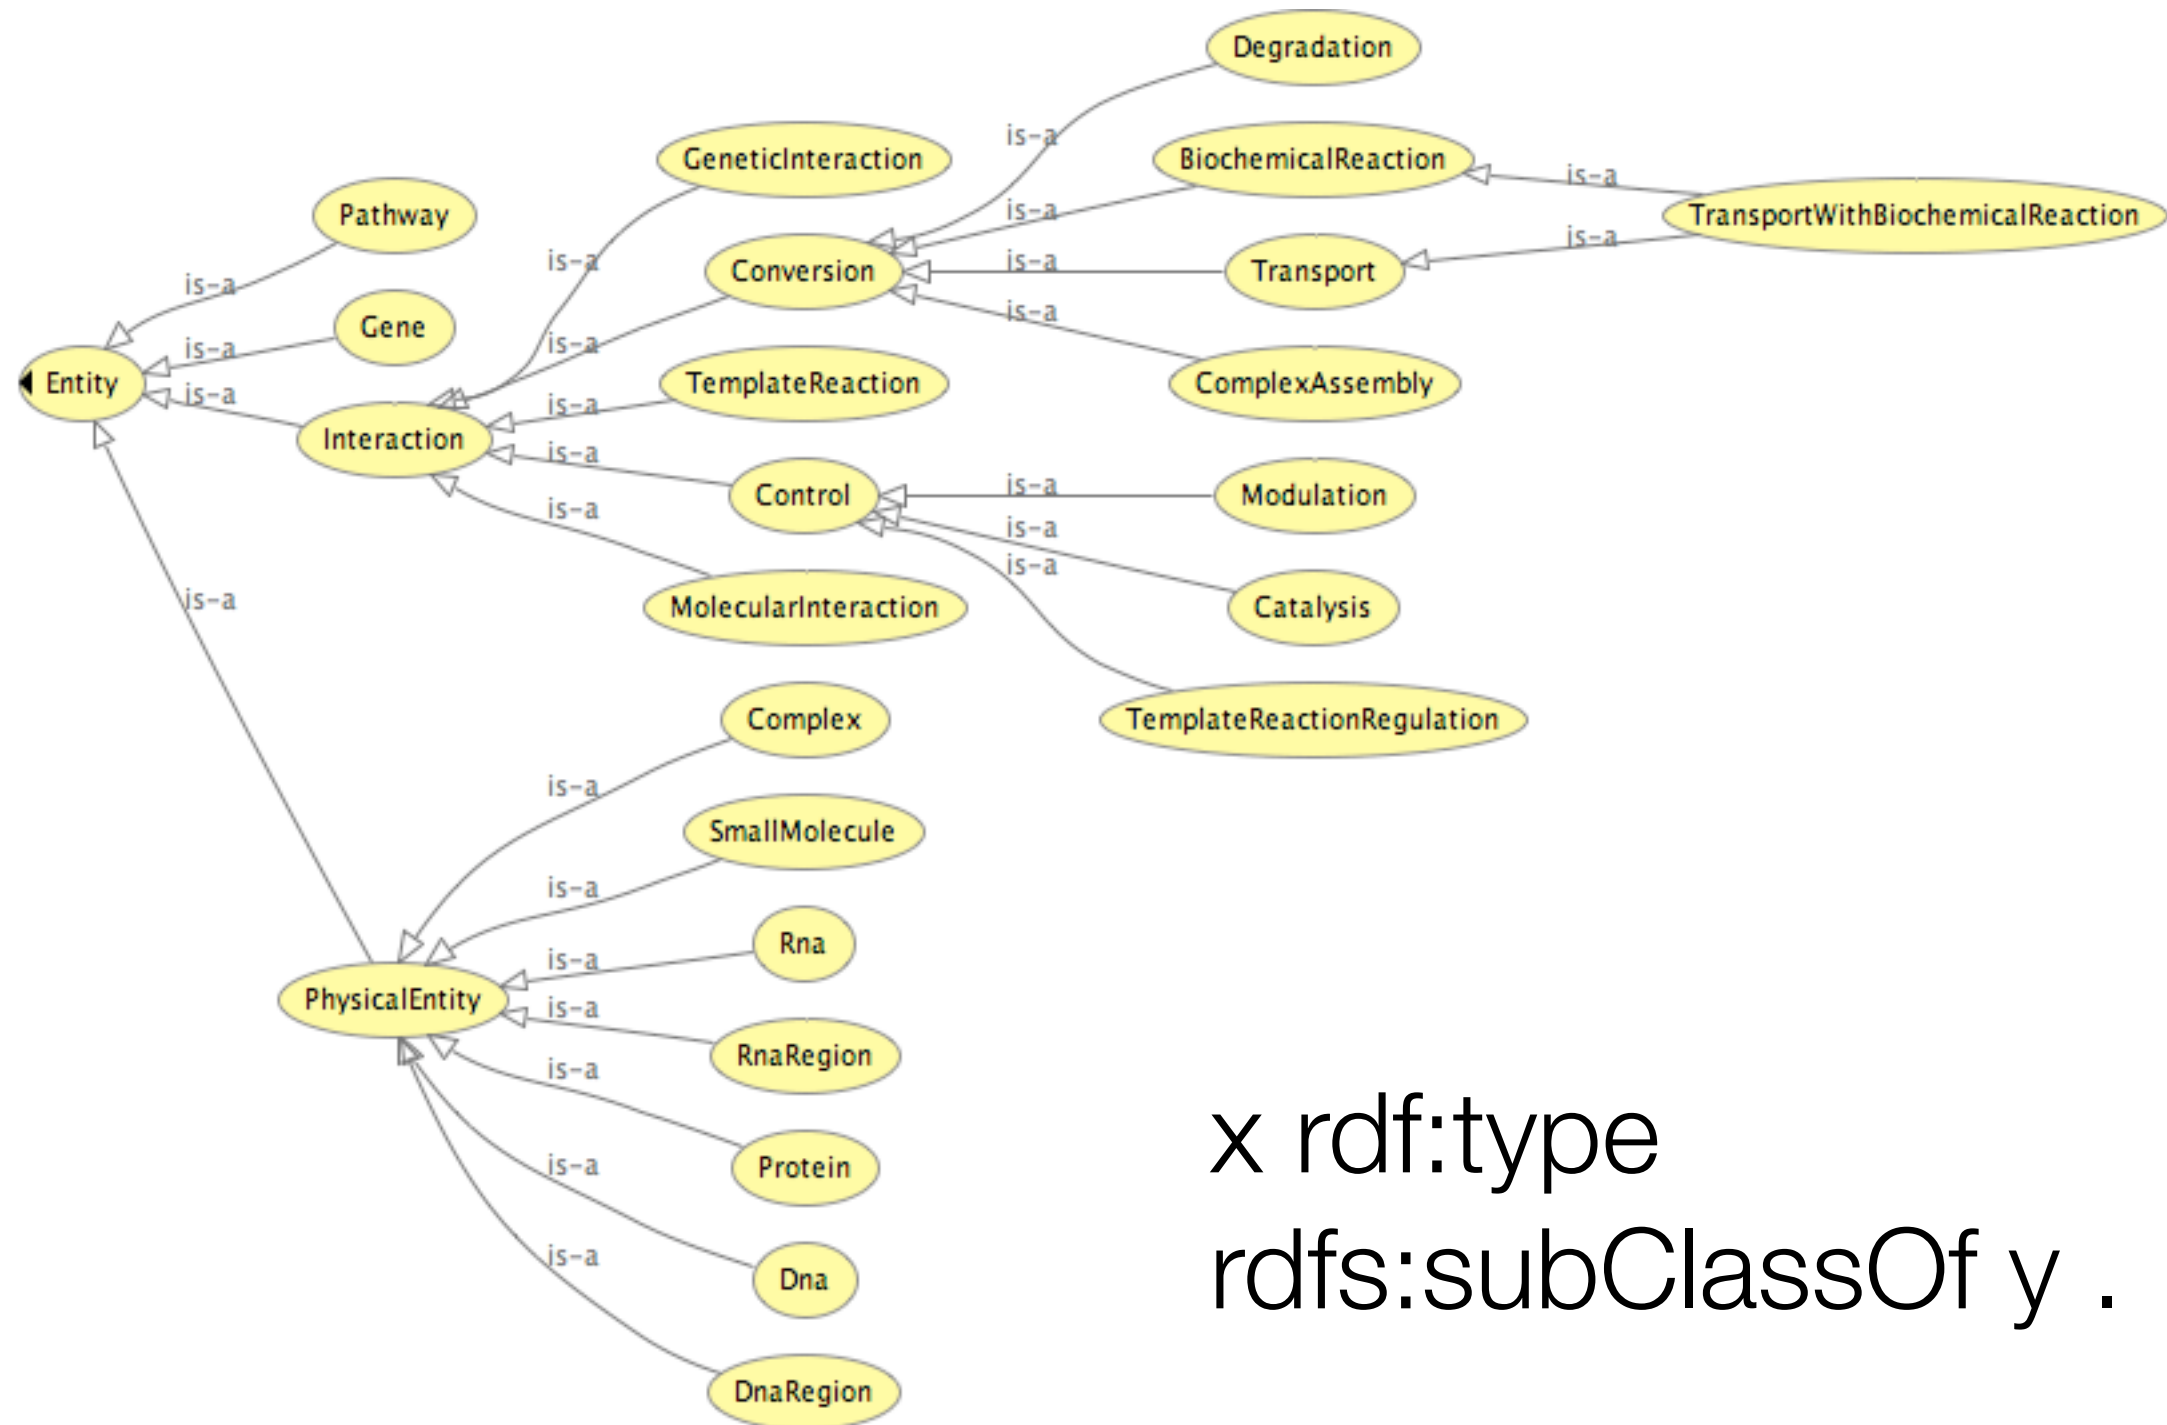 Degradation
is-a
GeneticInteraction
BiochemicalReaction
is-a
Pathway
is-a
TransportWithBiochemicalReaction
is-a
is-a
Conversion
is-a
Transport
is-a
is-a
Gene
is-a
is-a
is-a
Entity
is-a
TemplateReaction
is-a
ComplexAssembly
Interaction
is-a
Control
is-a
Modulation
is-a
is-a
is-a
is-a
MolecularInteraction
Catalysis
Complex
TemplateReactionRegulation
is-a
SmallMolecule
is-a
Rna
is-a
PhysicalEntity
is-a
RnaRegion
is-a
Protein
is-a
Dna
is-a
DnaRegion
x rdf:type
rdfs:subClassOf y .